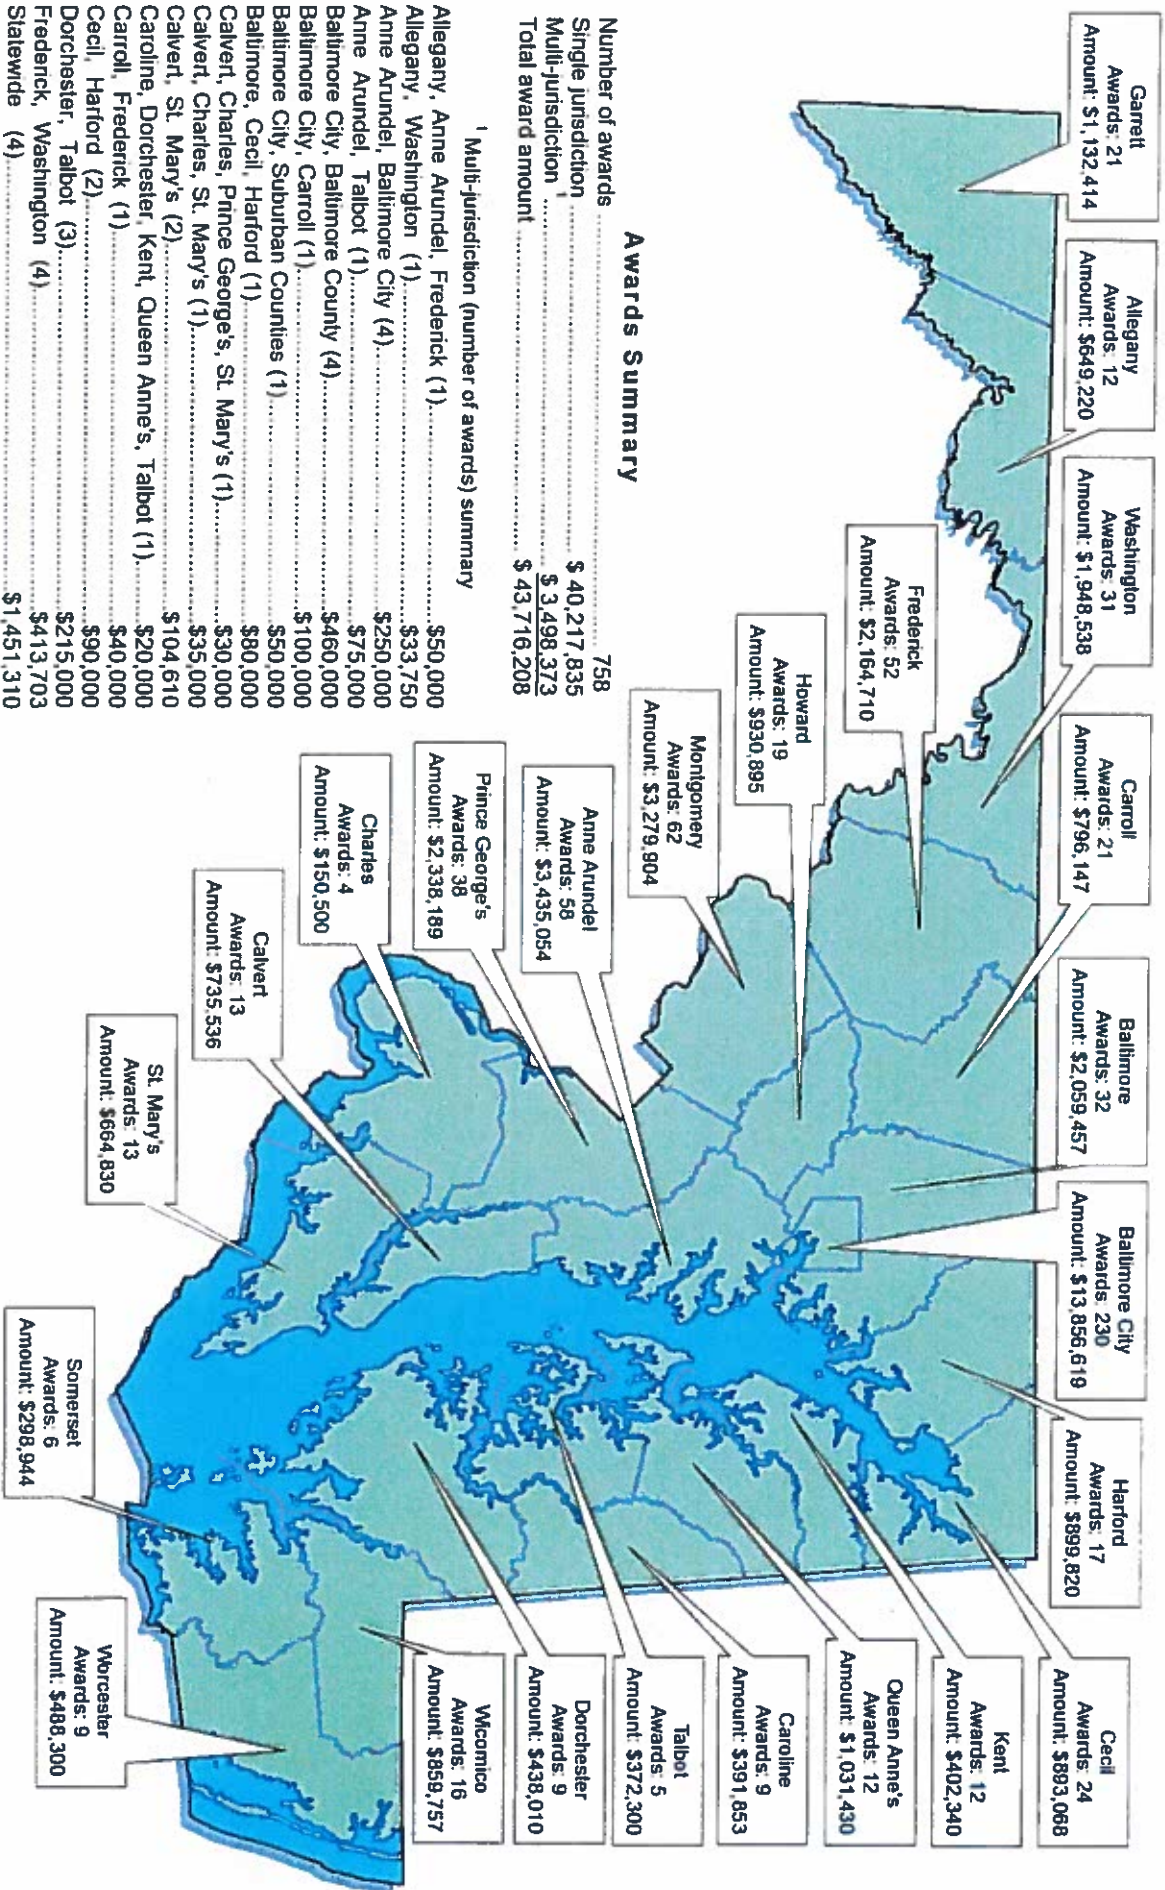 Garrett
Awards: 21
Amount: $1,132,414
Allegany
Awards: 12
Amount: $649,220
Washington
Awards: 31
Amount: $1,948,538
Carroll
Awards: 21
Amount: $796,147
Baltimore
Awards: 32
Amount: $2,059,457
Baltimore City
Awards: 230
Amount: $13,856,619
Harford
Awards: 17
Amount: $899,820
Cecil
Awards: 24
Amount: $893,068
Kent
Awards: 12
Amount: $402,340
Queen Anne's
Awards: 12
Amount: $1,031,430
Caroline
Awards: 9
Amount: $391,853
Talbot
Awards: 5
Amount: $372,300
Dorchester
Awards: 9
Amount: $438,010
Wicomico
Awards: 16
Amount: $859,757
Worcester
Awards: 9
Amount: $488,300
Somerset
Awards: 6
Amount: $298,944
Frederick
Awards: 52
Amount: $2,164,710
Howard
Awards: 19
Amount: $930,895
Montgomery
Awards: 62
Amount: $3,279,904
Anne Arundel
Awards: 58
Amount: $3,435,054
Prince George's
Awards: 38
Amount: $2,338,189
Charles
Awards: 4
Amount: $150,500
Calvert
Awards: 13
Amount: $735,536
St. Mary's
Awards: 13
Amount: $664,830
Awards Summary
Number of awards ........ 758
Single jurisdiction ........ $ 40,217,835
Multi-jurisdiction 1 ........ $ 3,498,373
Total award amount ........ $ 43,716,208
1 Multi-jurisdiction (number of awards) summary
Allegany, Anne Arundel, Frederick (1)........$50,000
Allegany, Washington (1)........$33,750
Anne Arundel, Baltimore City (4)........$250,000
Anne Arundel, Talbot (1)........$75,000
Baltimore City, Baltimore County (4)........$460,000
Baltimore City, Carroll (1)........$100,000
Baltimore City, Suburban Counties (1)........$50,000
Baltimore, Cecil, Harford (1)........$80,000
Calvert, Charles, Prince George's, St. Mary's (1)........$30,000
Calvert, Charles, St. Mary's (1)........$35,000
Calvert, St. Mary's (2)........$104,610
Caroline, Dorchester, Kent, Queen Anne's, Talbot (1)........$20,000
Carroll, Frederick (1)........$40,000
Cecil, Harford (2)........$90,000
Dorchester, Talbot (3)........$215,000
Frederick, Washington (4)........$413,703
Statewide (4)........$1,451,310